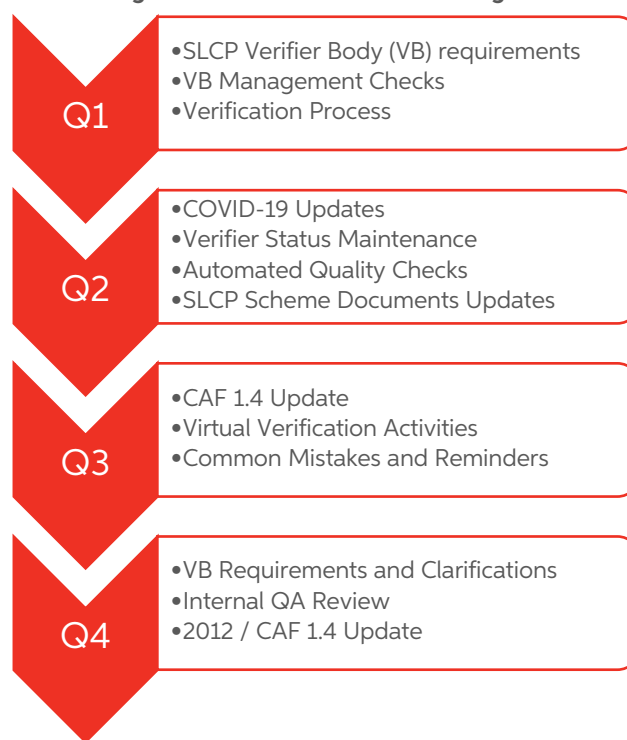 Q1
•SLCP Verifier Body (VB) requirements
•VB Management Checks
•Verification Process
Q2
•COVID-19 Updates
•Verifier Status Maintenance
•Automated Quality Checks
•SLCP Scheme Documents Updates
Q3
•CAF 1.4 Update
•Virtual Verification Activities
•Common Mistakes and Reminders
Q4
•VB Requirements and Clarifications
•Internal QA Review
•2012 / CAF 1.4 Update